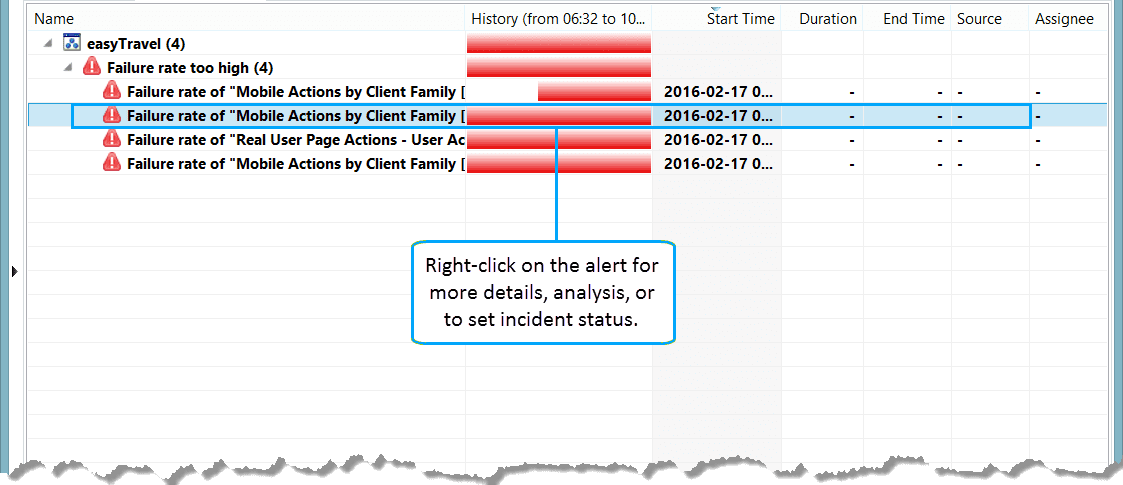 Name History (from 06:32 to 10... Start Time Duration End Time Source Assignee
easyTravel (4)
Failure rate too high (4)
Failure rate of "Mobile Actions by Client Family [ 2016-02-17 0... - - - -
Failure rate of "Mobile Actions by Client Family [ 2016-02-17 0... - - - -
Failure rate of "Real User Page Actions - User Ac 2016-02-17 0... - - - -
Failure rate of "Mobile Actions by Client Family [ 2016-02-17 0... - - - -
Right-click on the alert for
more details, analysis, or
to set incident status.